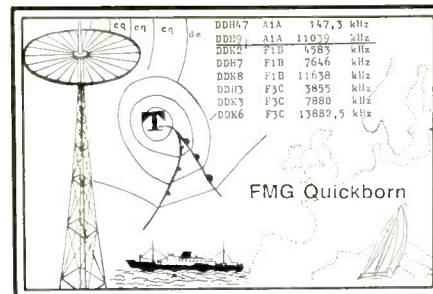 cq cq cq de
DDH47 A1A 147,3 kHz
DDH9, A1A 11039 kHz
DDK2 F1B 4583 kHz
DDH7 F1B 7646 kHz
DDK8 F1B 11638 kHz
DDH3 F3C 3855 kHz
DDK3 F3C 7880 kHz
DDK6 F3C 13882,5 kHz
T
FMG Quickborn